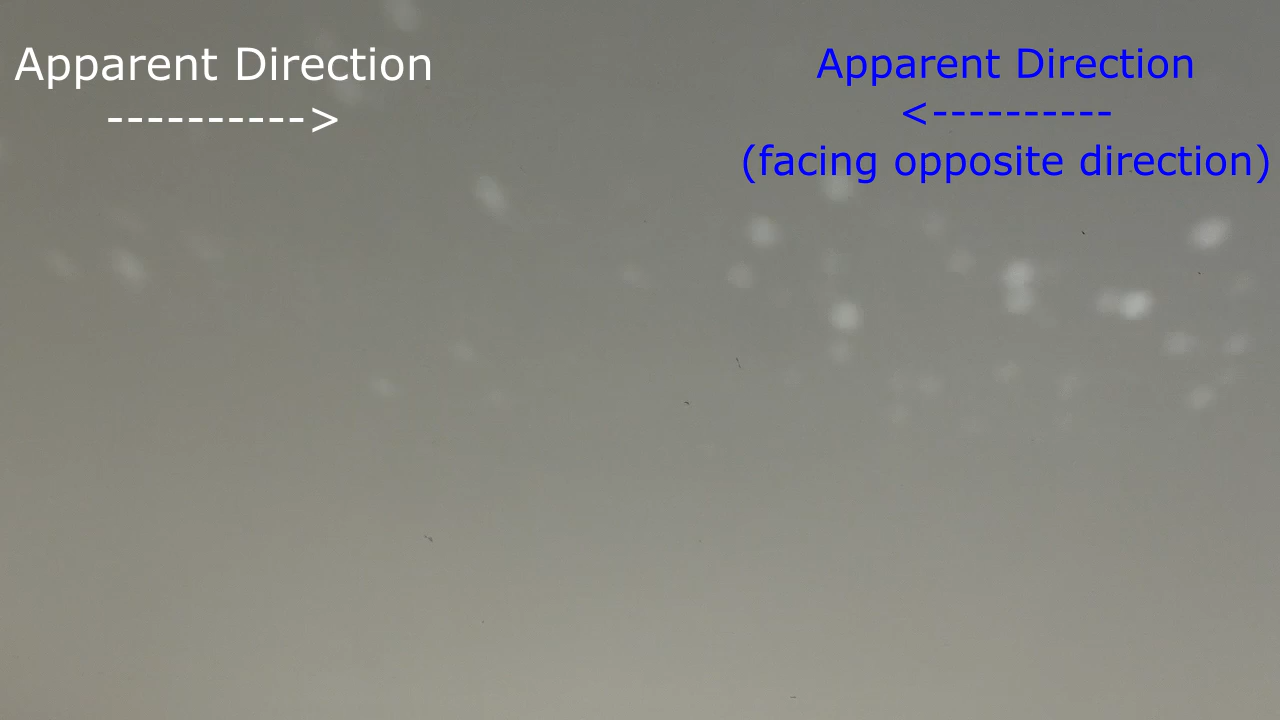 Apparent Direction
---------->
Apparent Direction
<----------
(facing opposite direction)